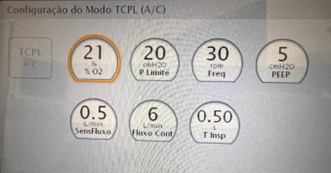 Configuração do Modo TCPL (A/C)
TCPL
A/C
21
%
% O2
20
cmH2O
P Limite
30
rpm
Freq
5
cmH2O
PEEP
0.5
L/min
SensFluxo
6
L/min
Fluxo Cont
0.50
s
T Insp